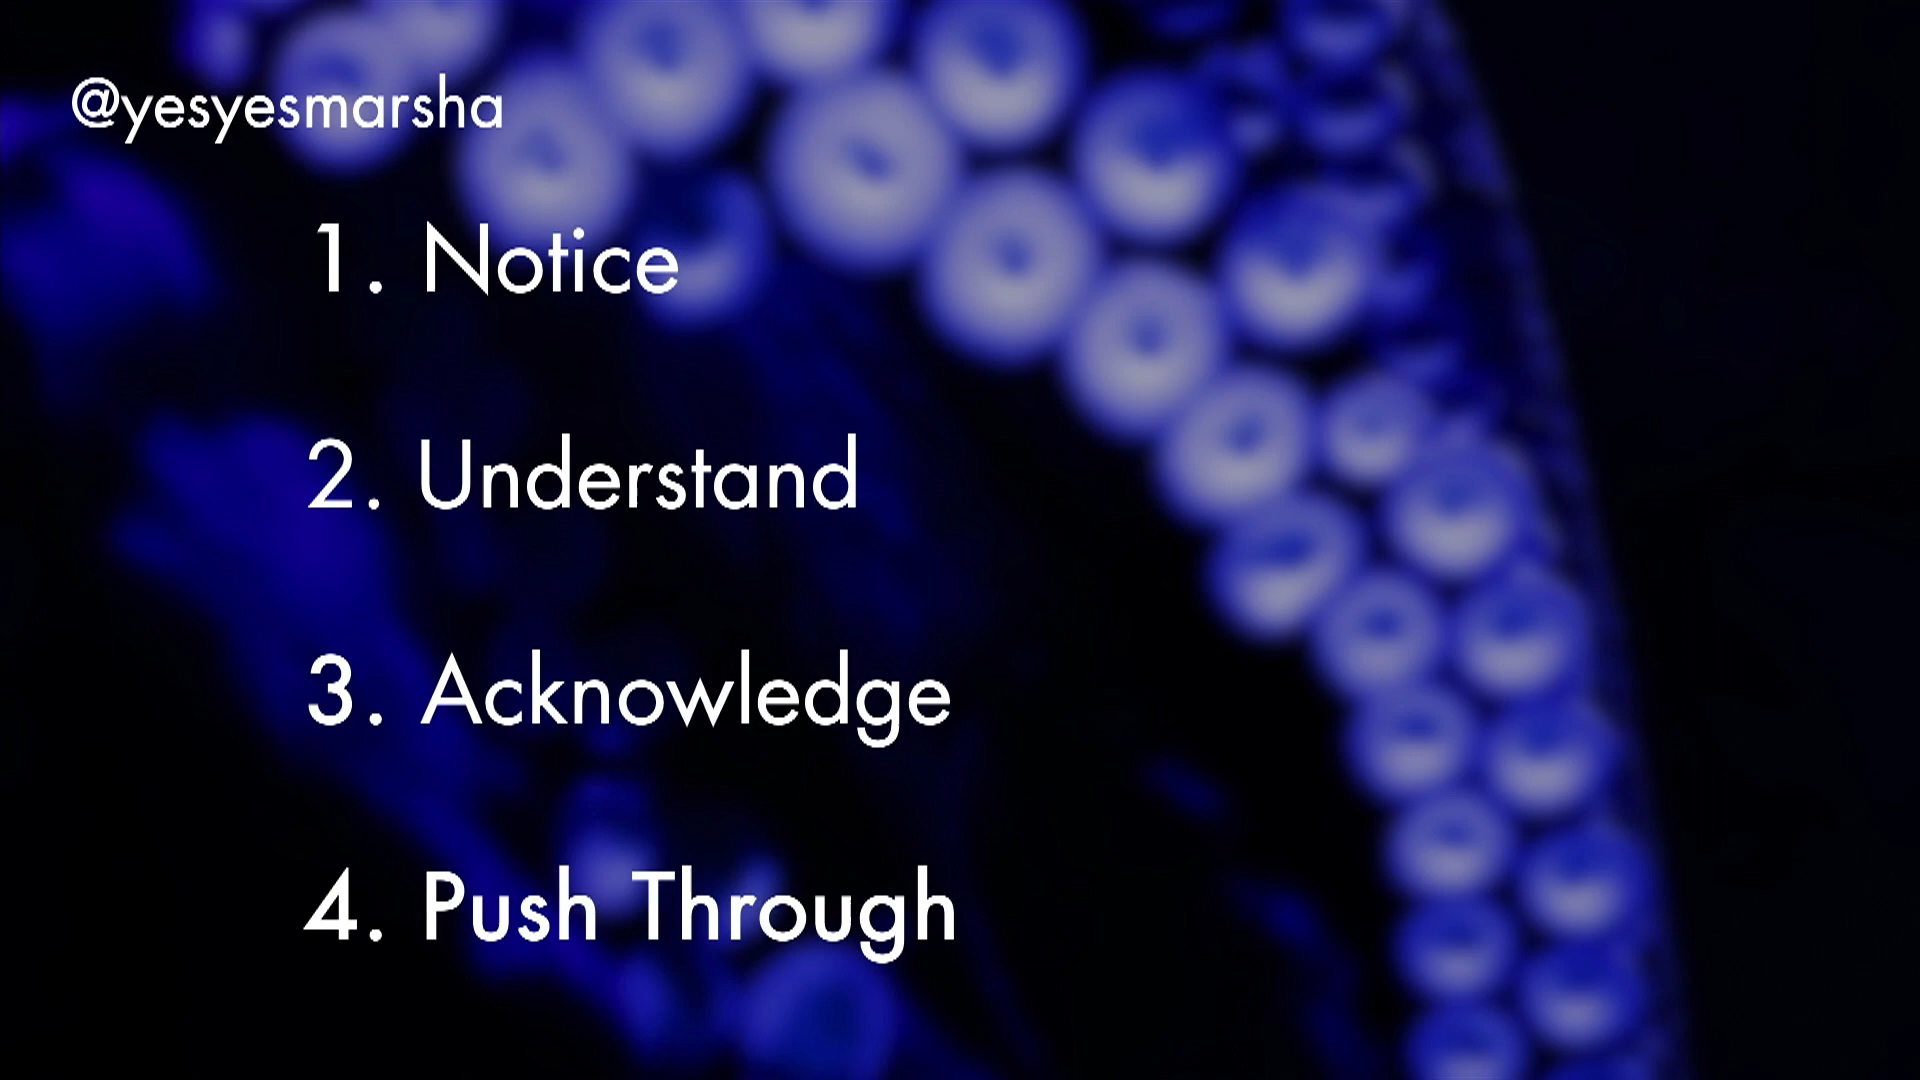 @yesyesmarsha
1. Notice
2. Understand
3. Acknowledge
4. Push Through